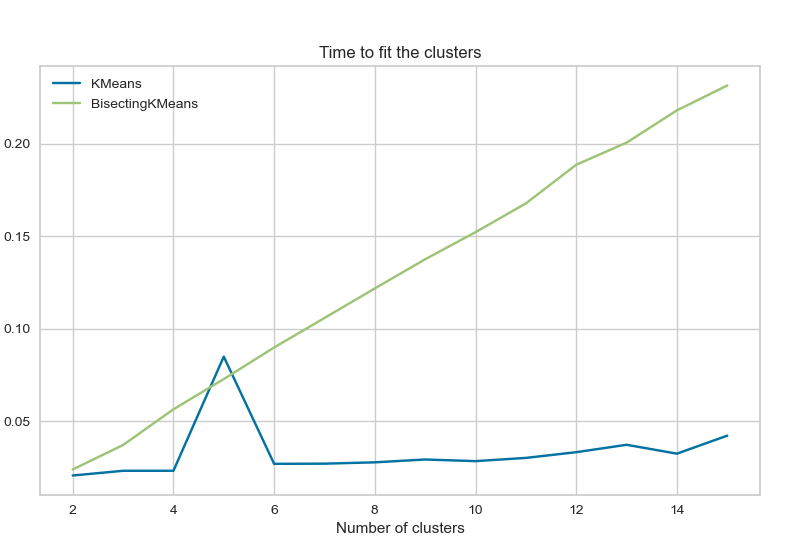 Time to fit the clusters
KMeans
BisectingKMeans
0.20
0.15
0.10
0.05
2 4 6 8 10 12 14
Number of clusters